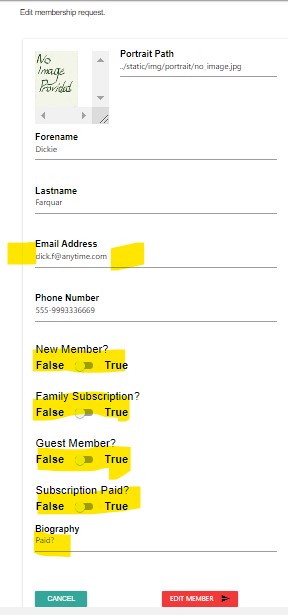 Edit membership request.
No
Image
Provided
Portrait Path
../static/img/portrait/no_image.jpg
Forename
Dickie
Lastname
Farquar
Email Address
dick.f@anytime.com
Phone Number
555-9993336669
New Member?
False True
Family Subscription?
False True
Guest Member?
False True
Subscription Paid?
False True
Biography
Paid?
CANCEL EDIT MEMBER